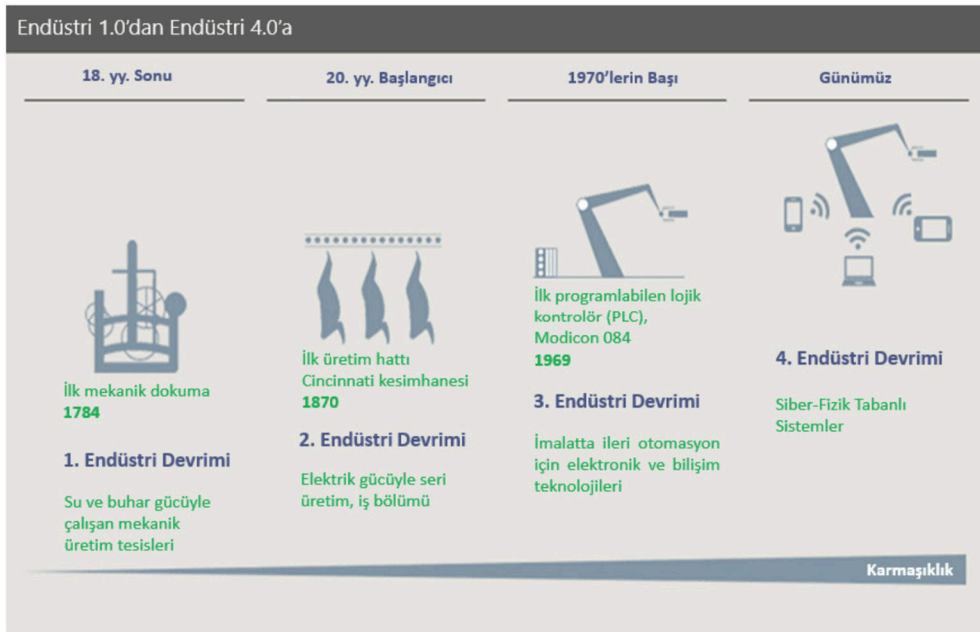 Endüstri 1.0'dan Endüstri 4.0'a
18. yy. Sonu
İlk mekanik dokuma
1784
1. Endüstri Devrimi
Su ve buhar gücüyle
çalışan mekanik
üretim tesisleri
20. yy. Başlangıcı
İlk üretim hattı
Cincinnati kesimhanesi
1870
2. Endüstri Devrimi
Elektrik gücüyle seri
üretim, iş bölümü
1970'lerin Başı
İlk programlabilen lojik
kontrolör (PLC),
Modicon 084
1969
3. Endüstri Devrimi
İmalatta ileri otomasyon
için elektronik ve bilişim
teknolojileri
Günümüz
4. Endüstri Devrimi
Siber-Fizik Tabanlı
Sistemler
Karmaşıklık